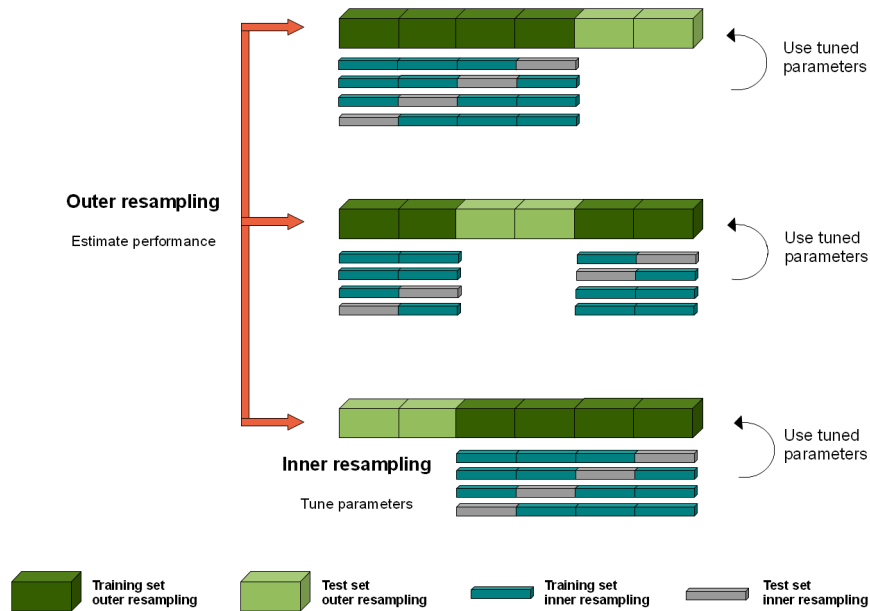 Use tuned
parameters
Outer resampling
Estimate performance
Use tuned
parameters
Use tuned
parameters
Inner resampling
Tune parameters
Training set
outer resampling
Test set
outer resampling
Training set
inner resampling
Test set
inner resampling